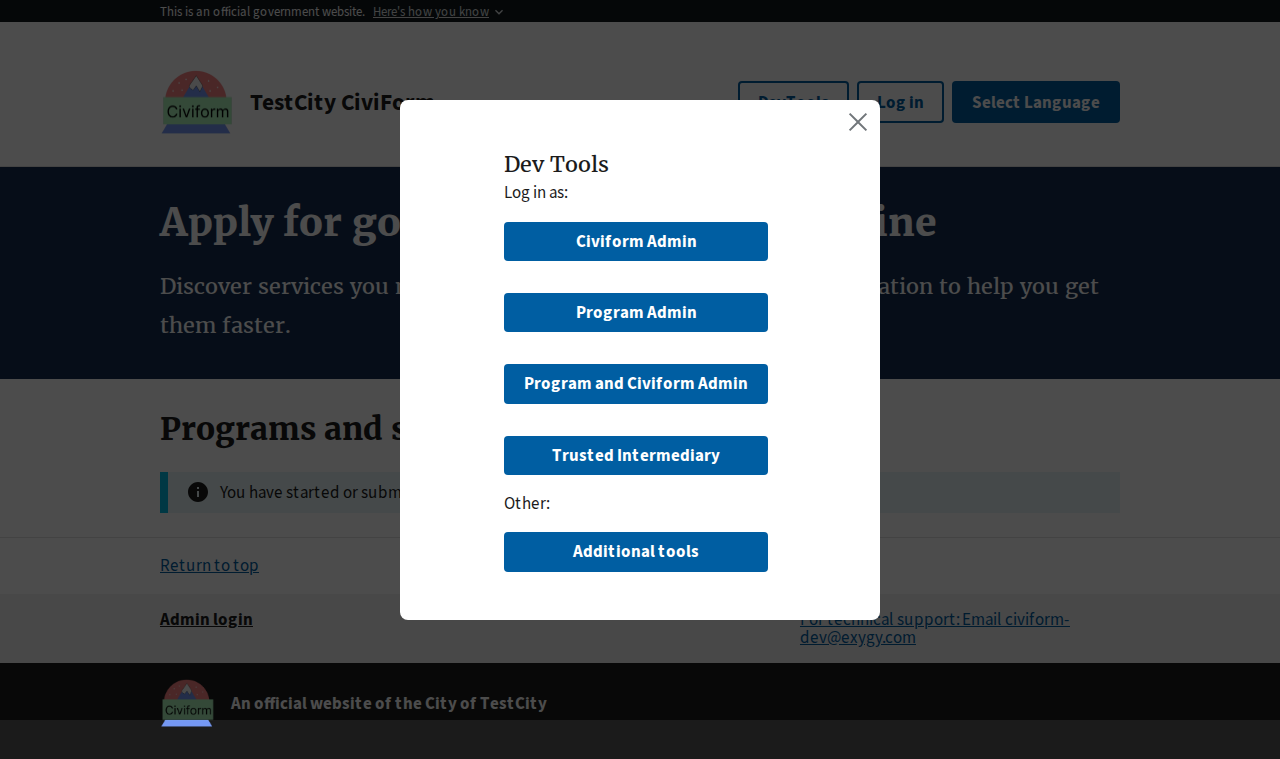 This is an official government website. Here's how you know
Civiform
TestCity CiviForm
DevTools
Log in
Select Language
Dev Tools
Log in as:
Civiform Admin
Program Admin
Program and Civiform Admin
Trusted Intermediary
Other:
Additional tools
Apply for go
ine
Discover services you
ation to help you get
them faster.
Programs and s
You have started or subm
Return to top
Admin login
For technical support: Email civiform-
dev@exygy.com
Civiform
An official website of the City of TestCity